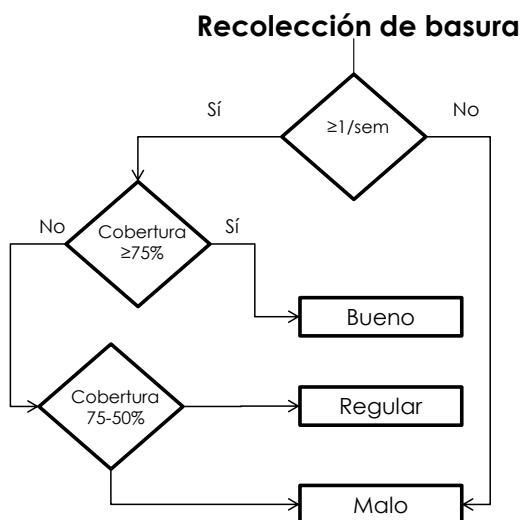 Recolección de basura
Sí
≥1/sem
No
No
Cobertura
≥75%
Sí
Bueno
Cobertura
75-50%
Regular
Malo